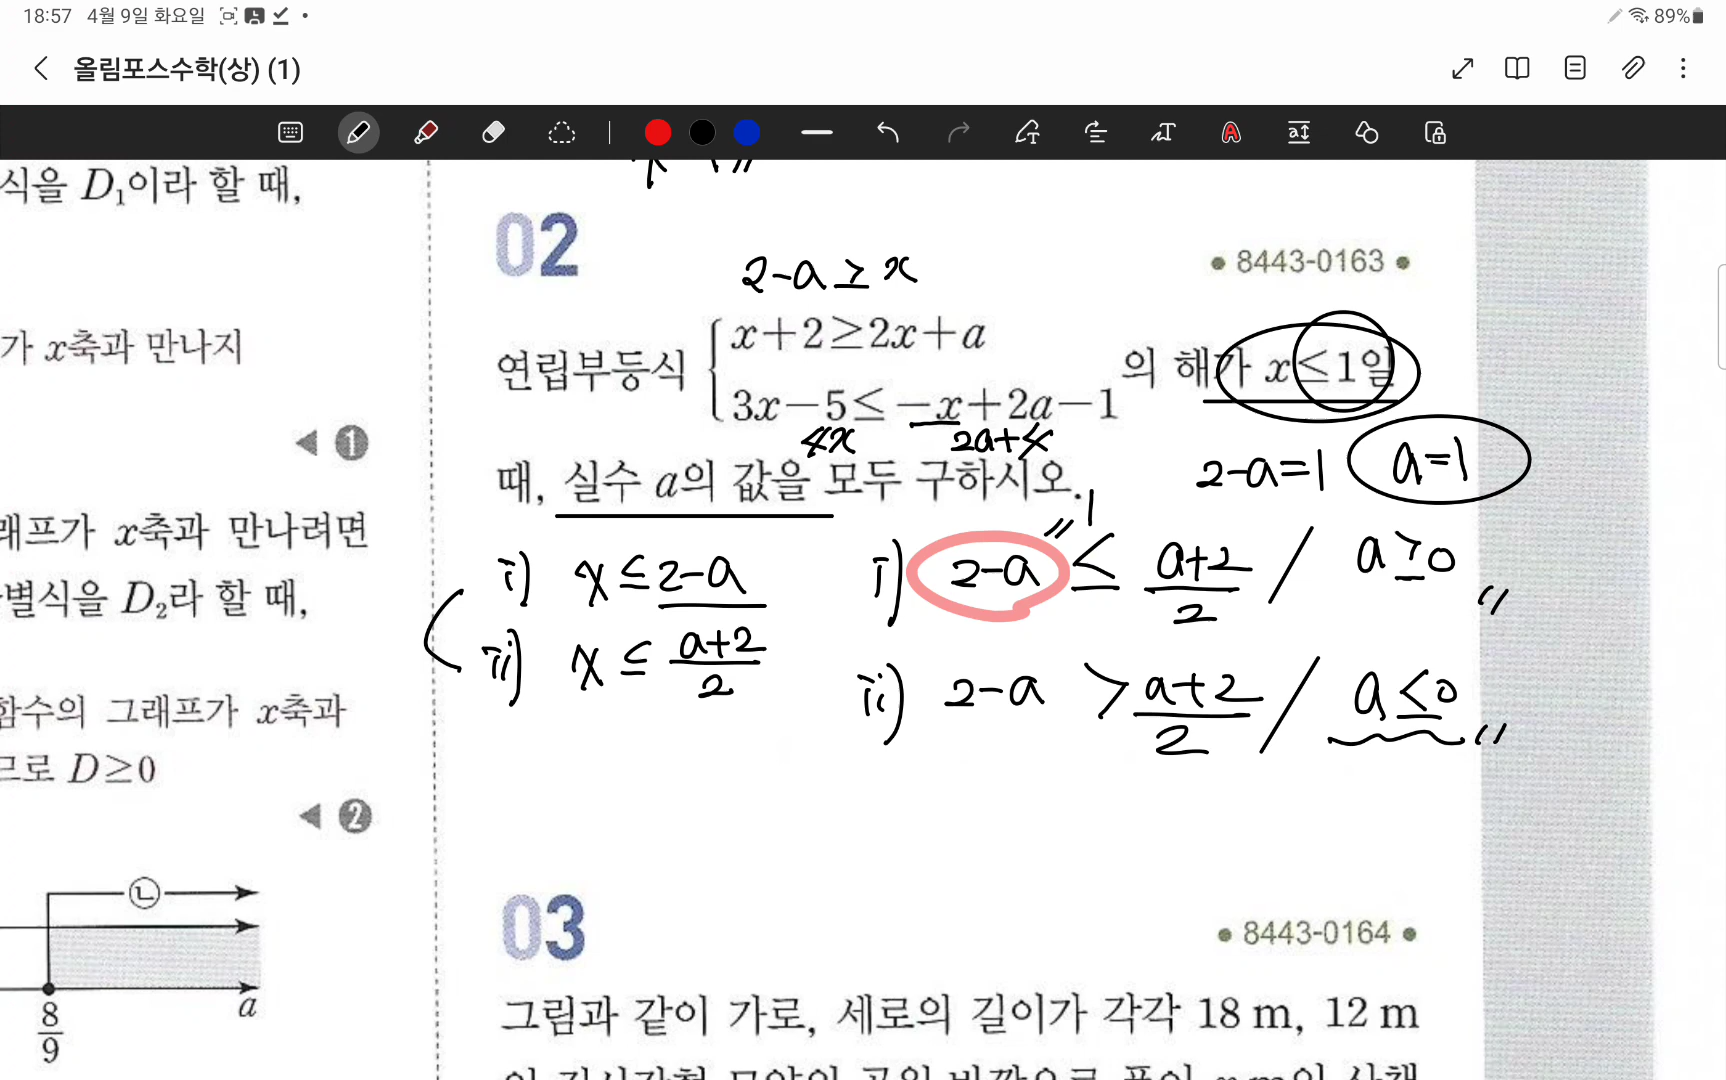 18:57 4월 9일 화요일
89%
올림포스수학(상) (1)
식을 D₁이라 할 때,
가 x축과 만나지
❶
래프가 x축과 만나려면
별식을 D₂라 할 때,
함수의 그래프가 x축과
므로 D≥0
❷
㉡
a
8/9
02
• 8443-0163 •
2-a≥x
연립부등식 { x+2≥2x+a
3x-5≤-x+2a-1 의 해가 x≤1일
4x 2a+4
때, 실수 a의 값을 모두 구하시오.
2-a=1 a=1
i) x≤2-a
ii) x≤(a+2)/2
1
i) 2-a ≤ (a+2)/2 / a≥0 〃
ii) 2-a > (a+2)/2 / a≤0 〃
03
• 8443-0164 •
그림과 같이 가로, 세로의 길이가 각각 18 m, 12 m